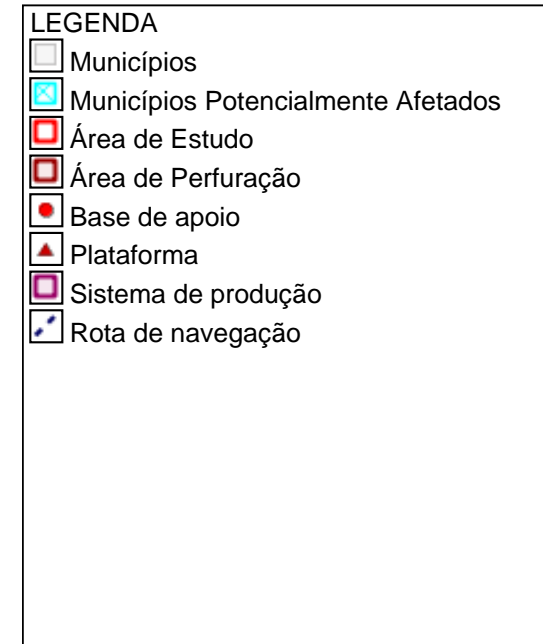 LEGENDA
Municípios
Municípios Potencialmente Afetados
Área de Estudo
Área de Perfuração
Base de apoio
Plataforma
Sistema de produção
Rota de navegação